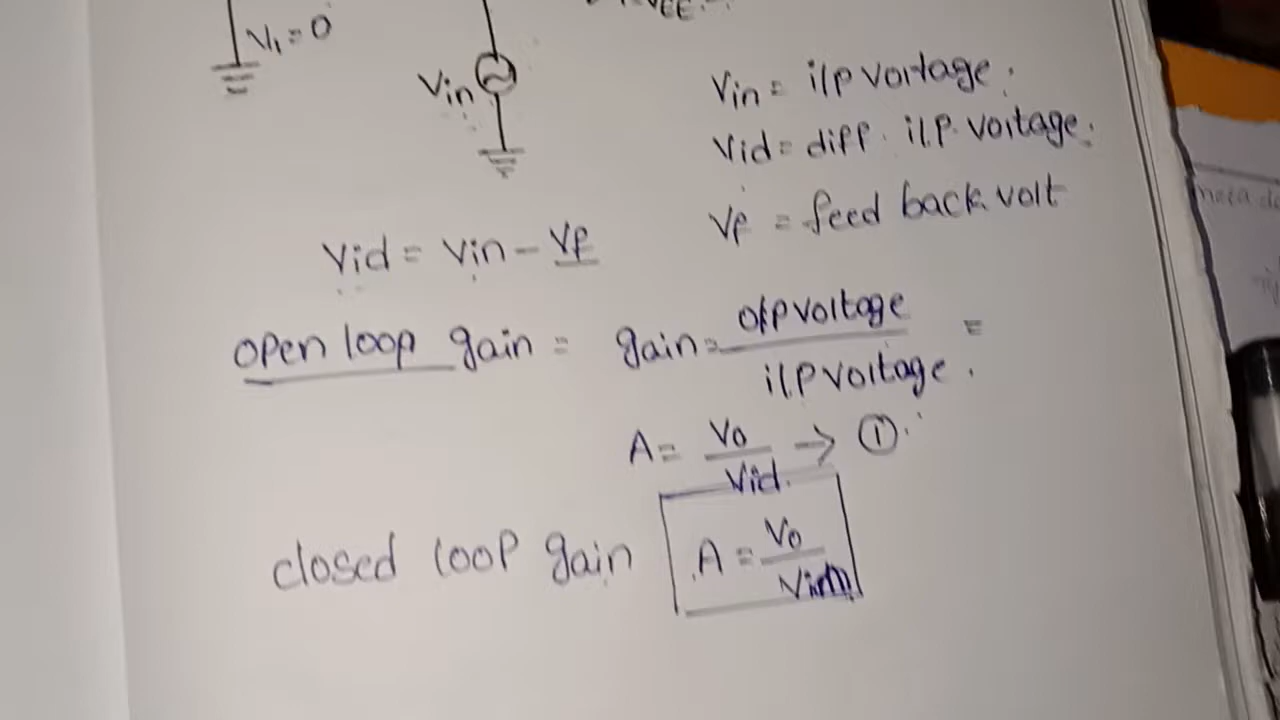 V1 = 0
VEE
Vin
Vin = i/p voltage.
Vid = diff. i/p. voltage.
Vf = feed back volt
Vid = Vin - Vf
open loop gain = gain = o/p voltage / i/p voltage. =
A = Vo / Vid. → ①.
closed loop gain A = Vo / Vin